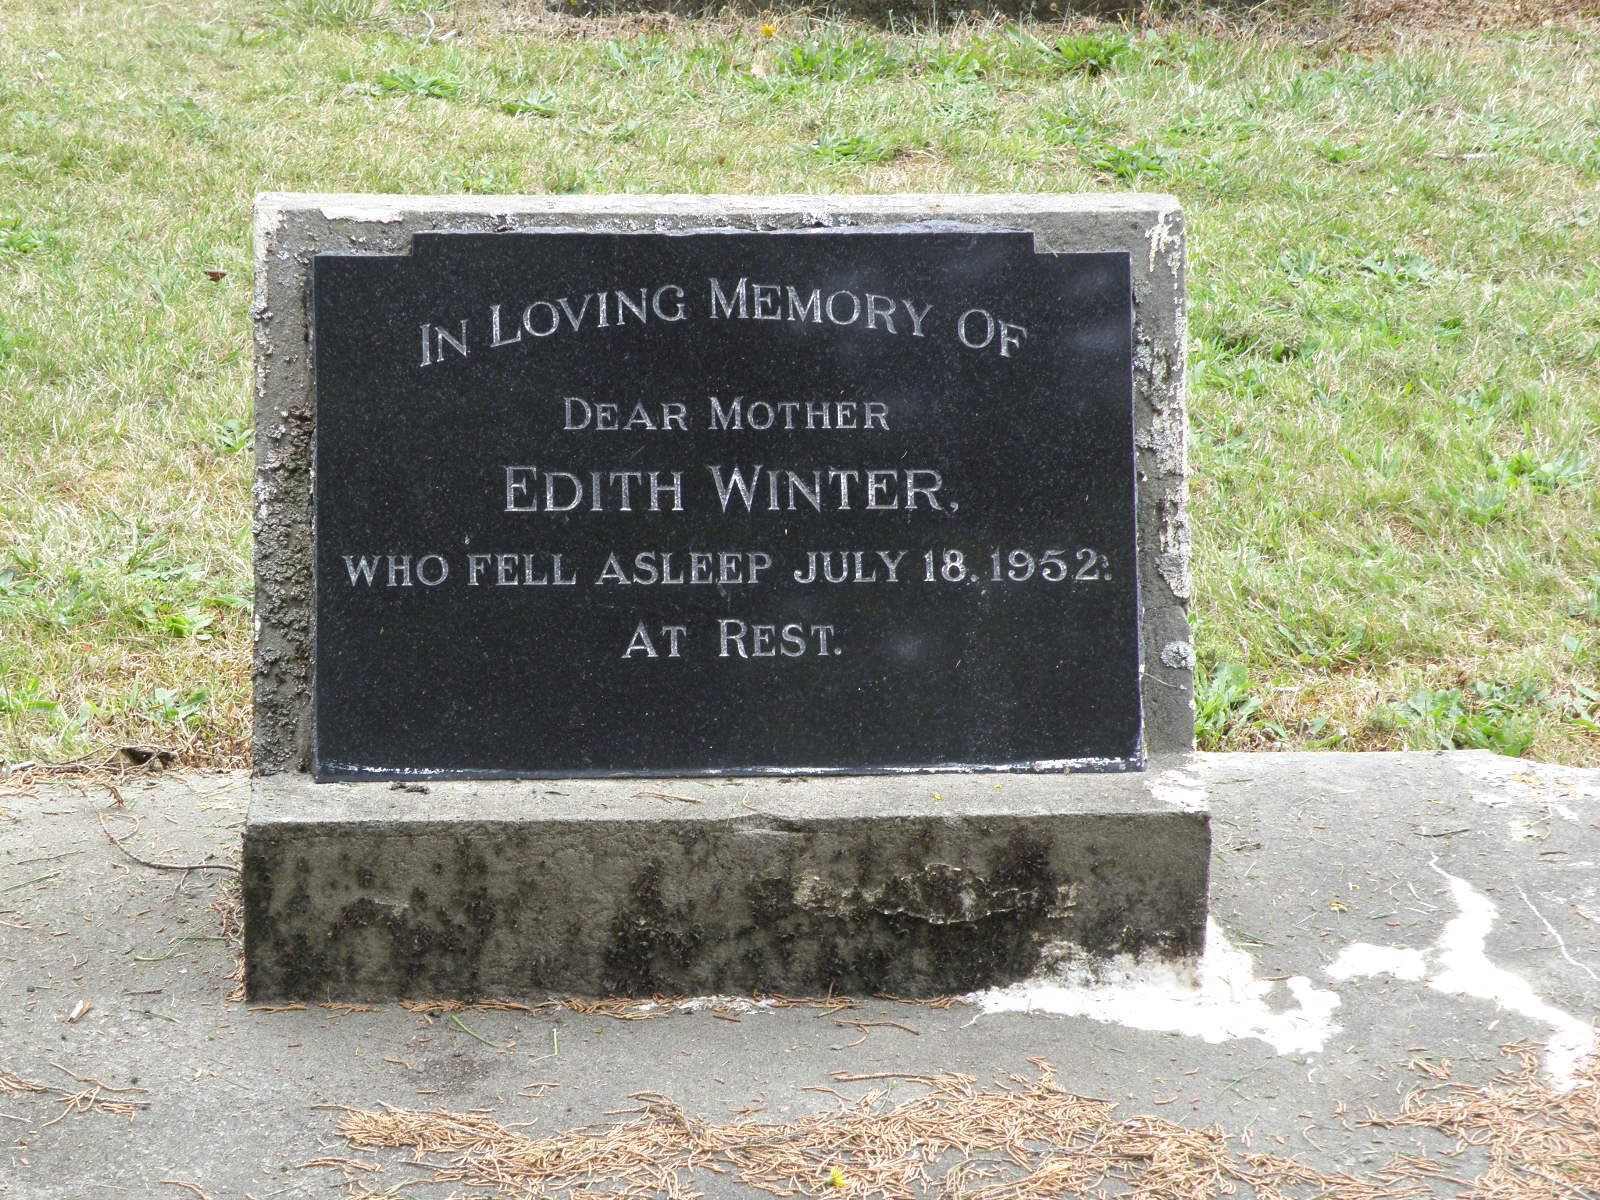 IN LOVING MEMORY OF
DEAR MOTHER
EDITH WINTER,
WHO FELL ASLEEP JULY 18. 1952:
AT REST.